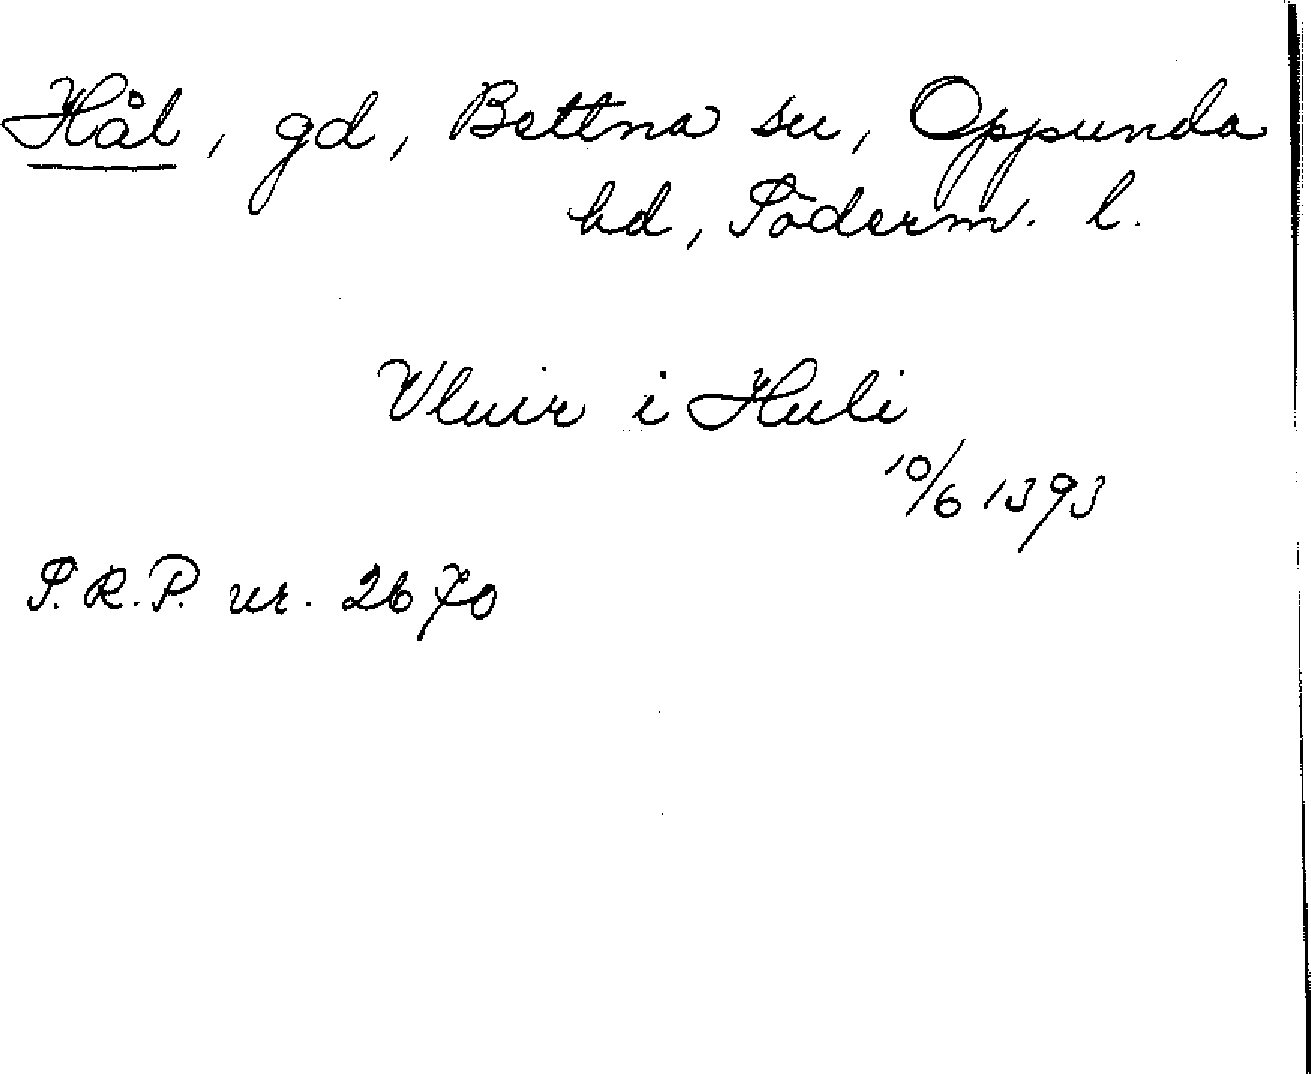 Hål, gd, Bettna sn, Oppunda
hd, Söderm. l.
Vluir i Huli
10/6 1393
S.R.P. nr. 2670